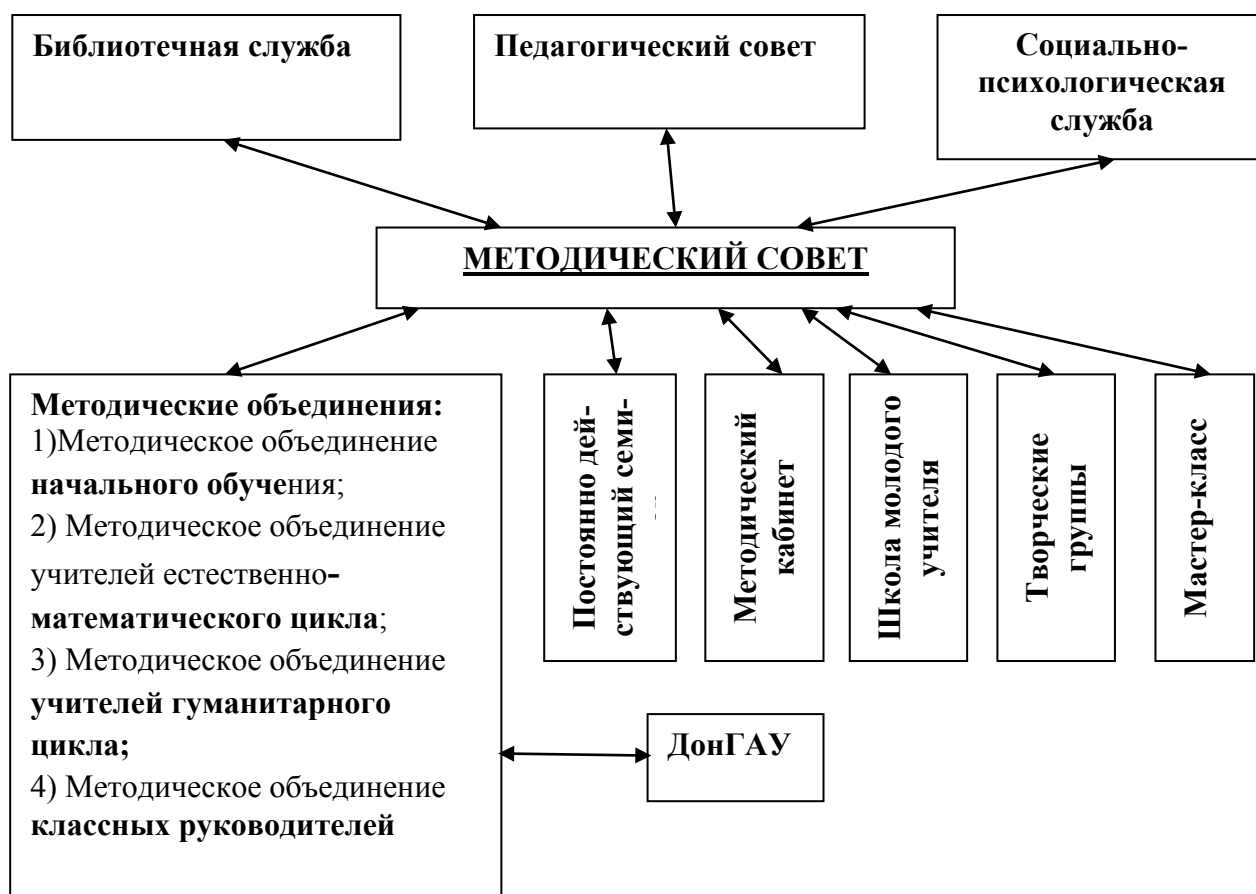 Библиотечная служба
Педагогический совет
Социально-
психологическая
служба
МЕТОДИЧЕСКИЙ СОВЕТ
Методические объединения:
1)Методическое объединение
начального обучения;
2) Методическое объединение
учителей естественно-
математического цикла;
3) Методическое объединение
учителей гуманитарного
цикла;
4) Методическое объединение
классных руководителей
Постоянно дей-
ствующий семи-
Методический
кабинет
Школа молодого
учителя
Творческие
группы
Мастер-класс
ДонГАУ